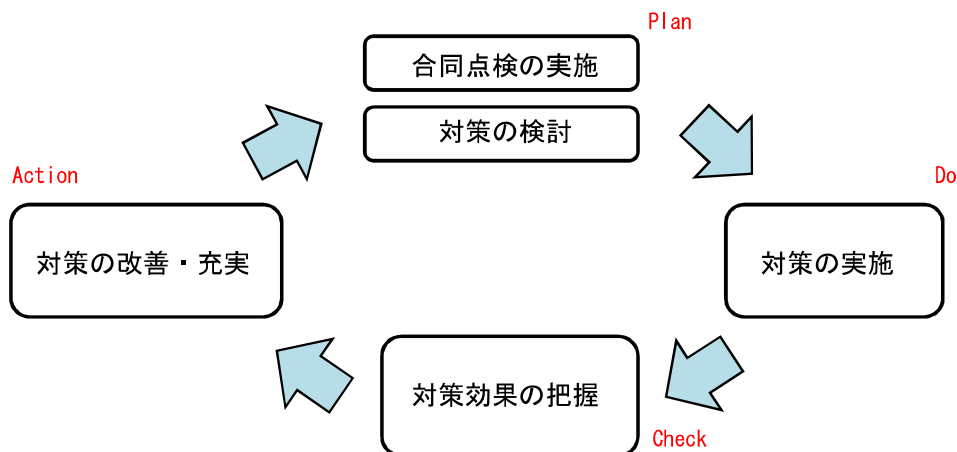 Plan
合同点検の実施
対策の検討
Action
Do
対策の改善・充実
対策の実施
対策効果の把握
Check